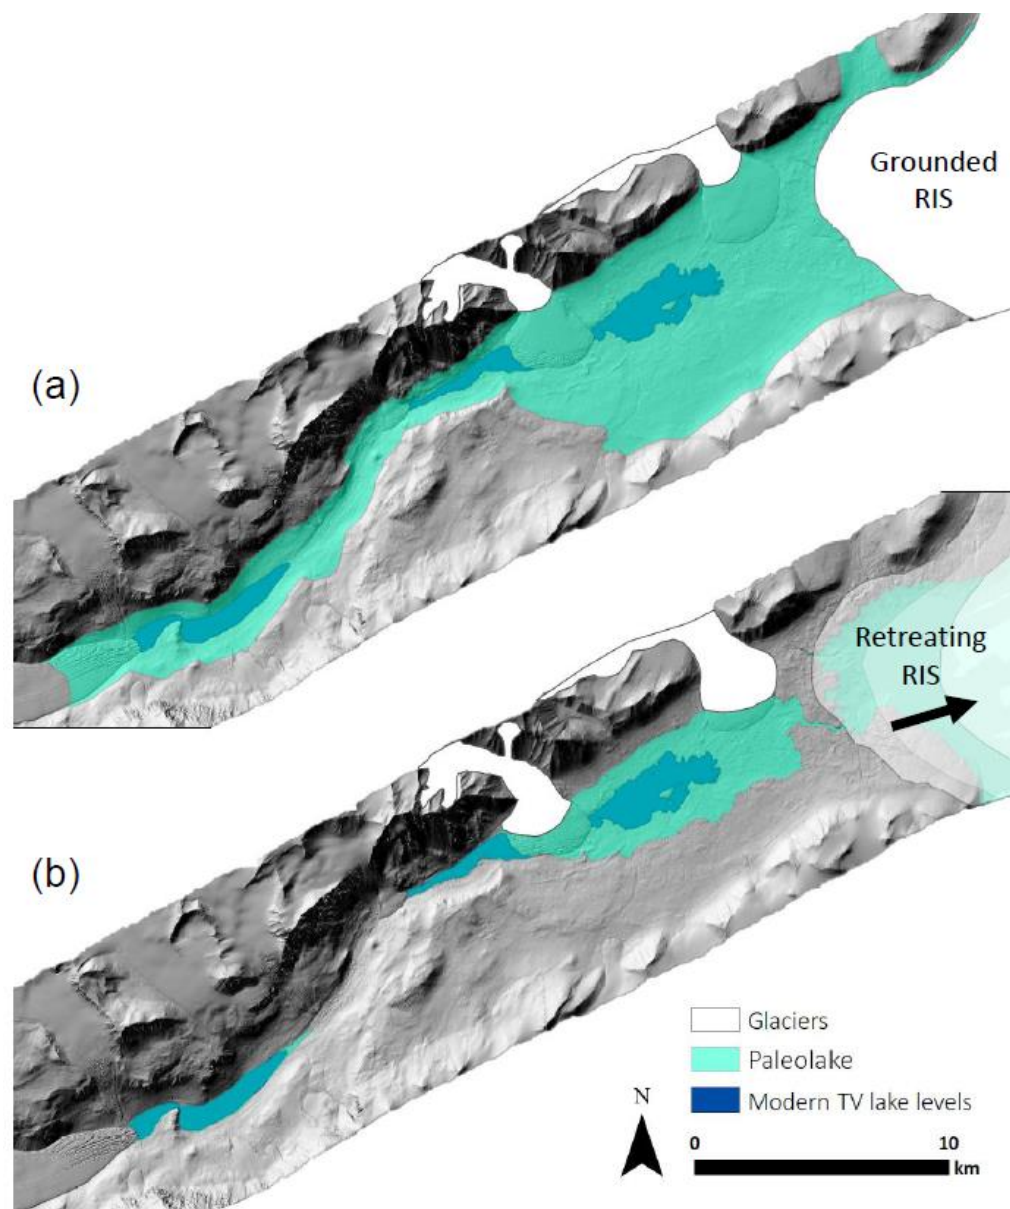 Grounded
RIS
(a)
Retreating
RIS
(b)
Glaciers
Paleolake
Modern TV lake levels
N
0 10
km